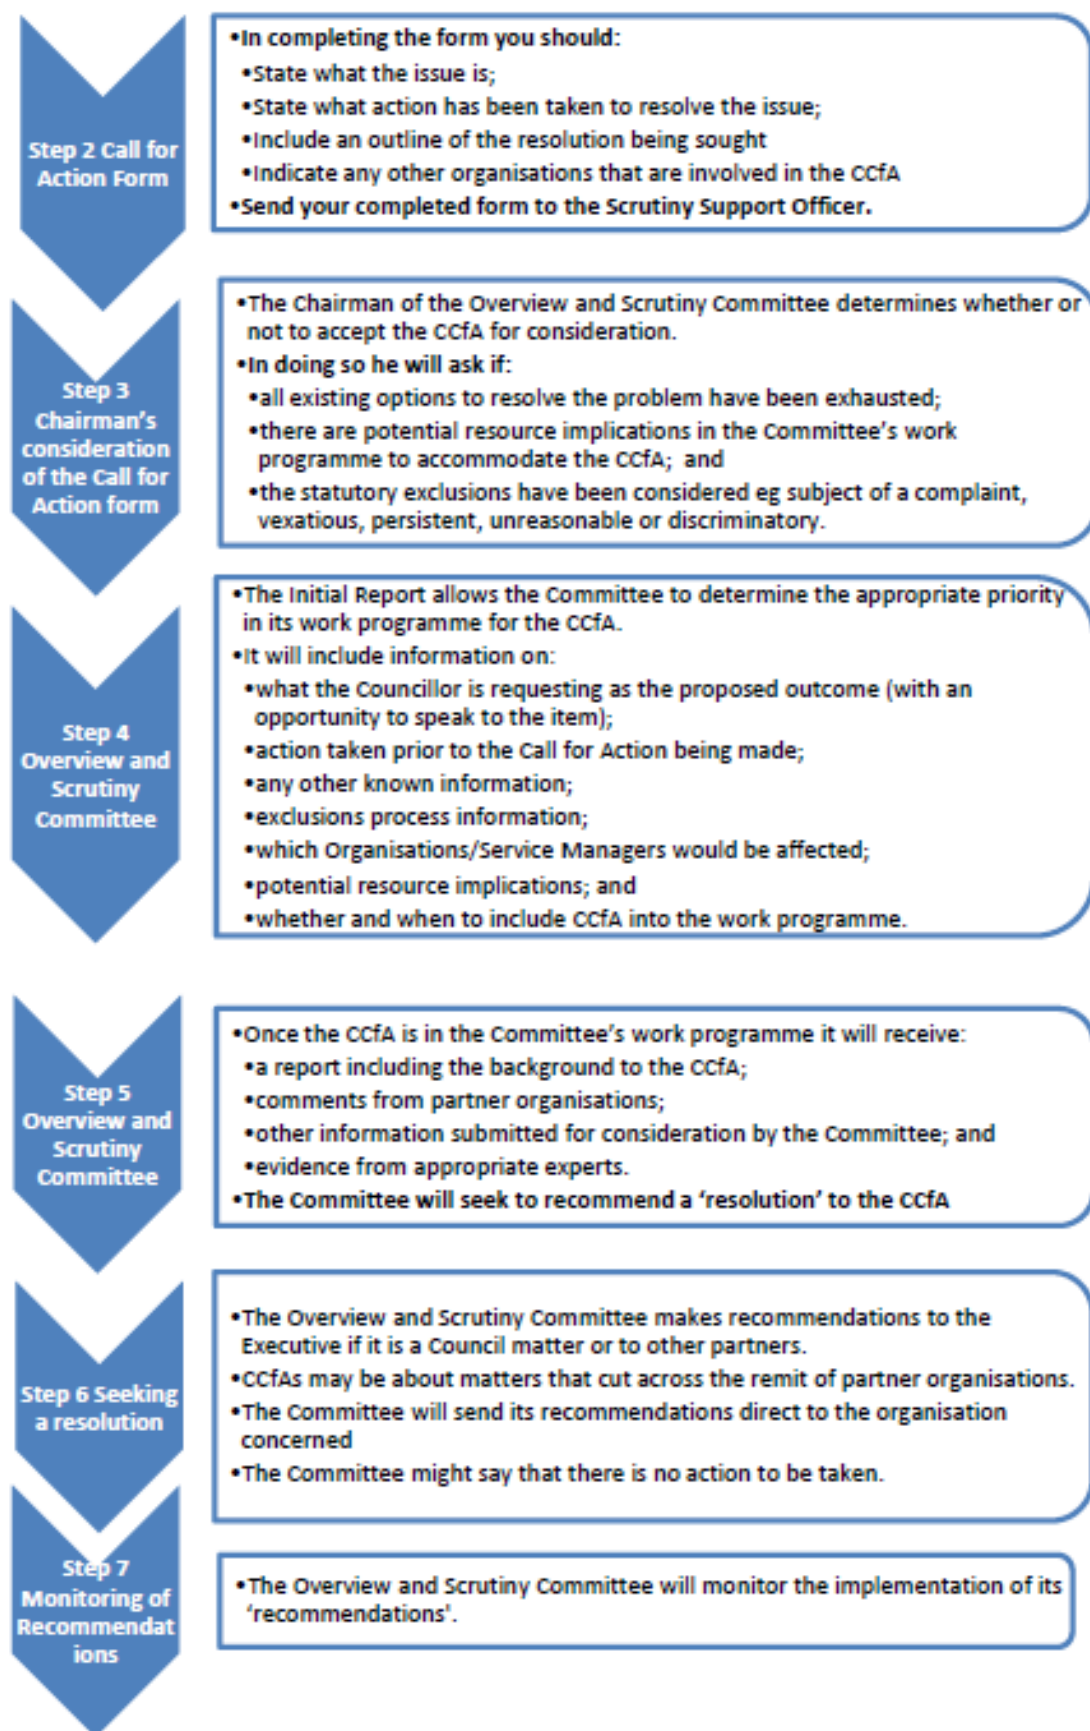 Step 2 Call for
Action Form
•In completing the form you should:
•State what the issue is;
•State what action has been taken to resolve the issue;
•Include an outline of the resolution being sought
•Indicate any other organisations that are involved in the CCfA
•Send your completed form to the Scrutiny Support Officer.
Step 3
Chairman's
consideration
of the Call for
Action form
•The Chairman of the Overview and Scrutiny Committee determines whether or
not to accept the CCfA for consideration.
•In doing so he will ask if:
•all existing options to resolve the problem have been exhausted;
•there are potential resource implications in the Committee's work
programme to accommodate the CCfA; and
•the statutory exclusions have been considered eg subject of a complaint,
vexatious, persistent, unreasonable or discriminatory.
Step 4
Overview and
Scrutiny
Committee
•The Initial Report allows the Committee to determine the appropriate priority
in its work programme for the CCfA.
•It will include information on:
•what the Councillor is requesting as the proposed outcome (with an
opportunity to speak to the item);
•action taken prior to the Call for Action being made;
•any other known information;
•exclusions process information;
•which Organisations/Service Managers would be affected;
•potential resource implications; and
•whether and when to include CCfA into the work programme.
Step 5
Overview and
Scrutiny
Committee
•Once the CCfA is in the Committee's work programme it will receive:
•a report including the background to the CCfA;
•comments from partner organisations;
•other information submitted for consideration by the Committee; and
•evidence from appropriate experts.
•The Committee will seek to recommend a 'resolution' to the CCfA
Step 6 Seeking
a resolution
•The Overview and Scrutiny Committee makes recommendations to the
Executive if it is a Council matter or to other partners.
•CCfAs may be about matters that cut across the remit of partner organisations.
•The Committee will send its recommendations direct to the organisation
concerned
•The Committee might say that there is no action to be taken.
Step 7
Monitoring of
Recommendat
ions
•The Overview and Scrutiny Committee will monitor the implementation of its
'recommendations'.